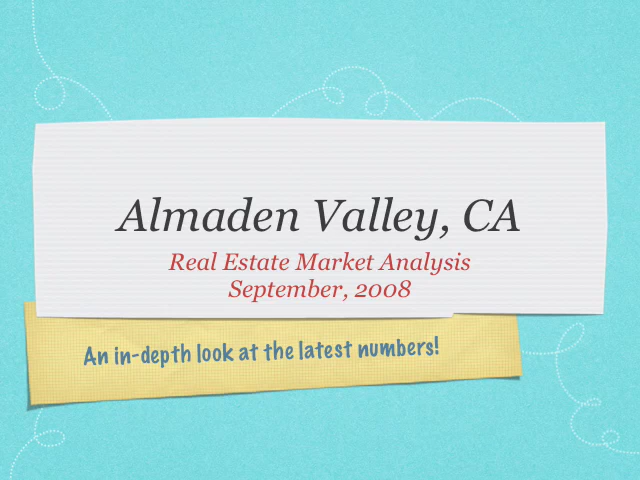 Almaden Valley, CA
Real Estate Market Analysis
September, 2008
An in-depth look at the latest numbers!